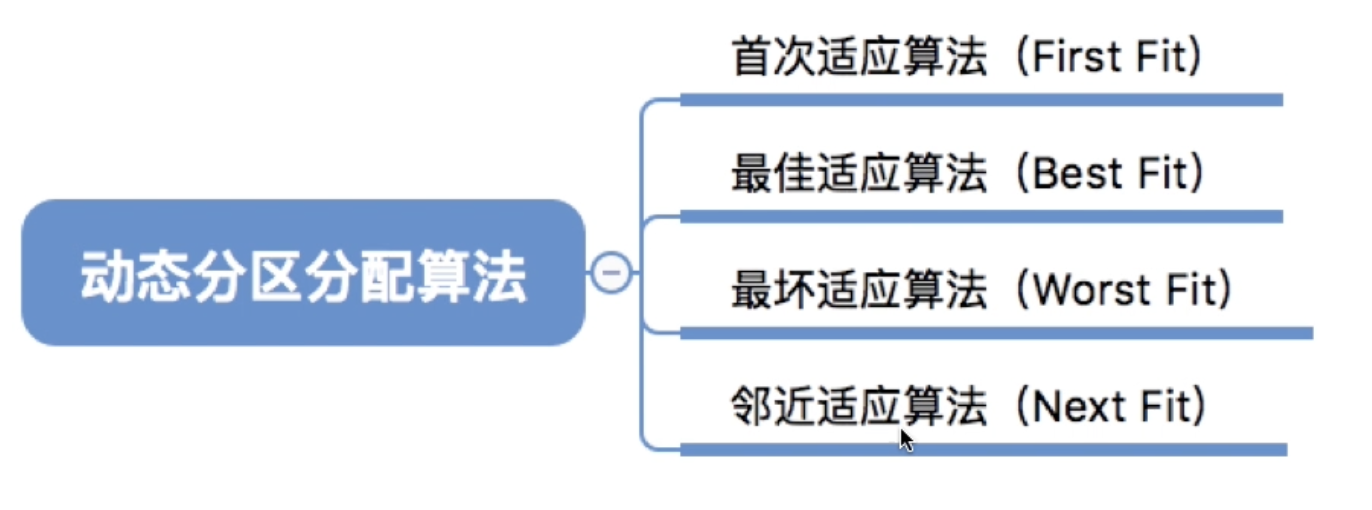 首次适应算法（First Fit）
最佳适应算法（Best Fit）
动态分区分配算法
最坏适应算法（Worst Fit）
邻近适应算法（Next Fit）